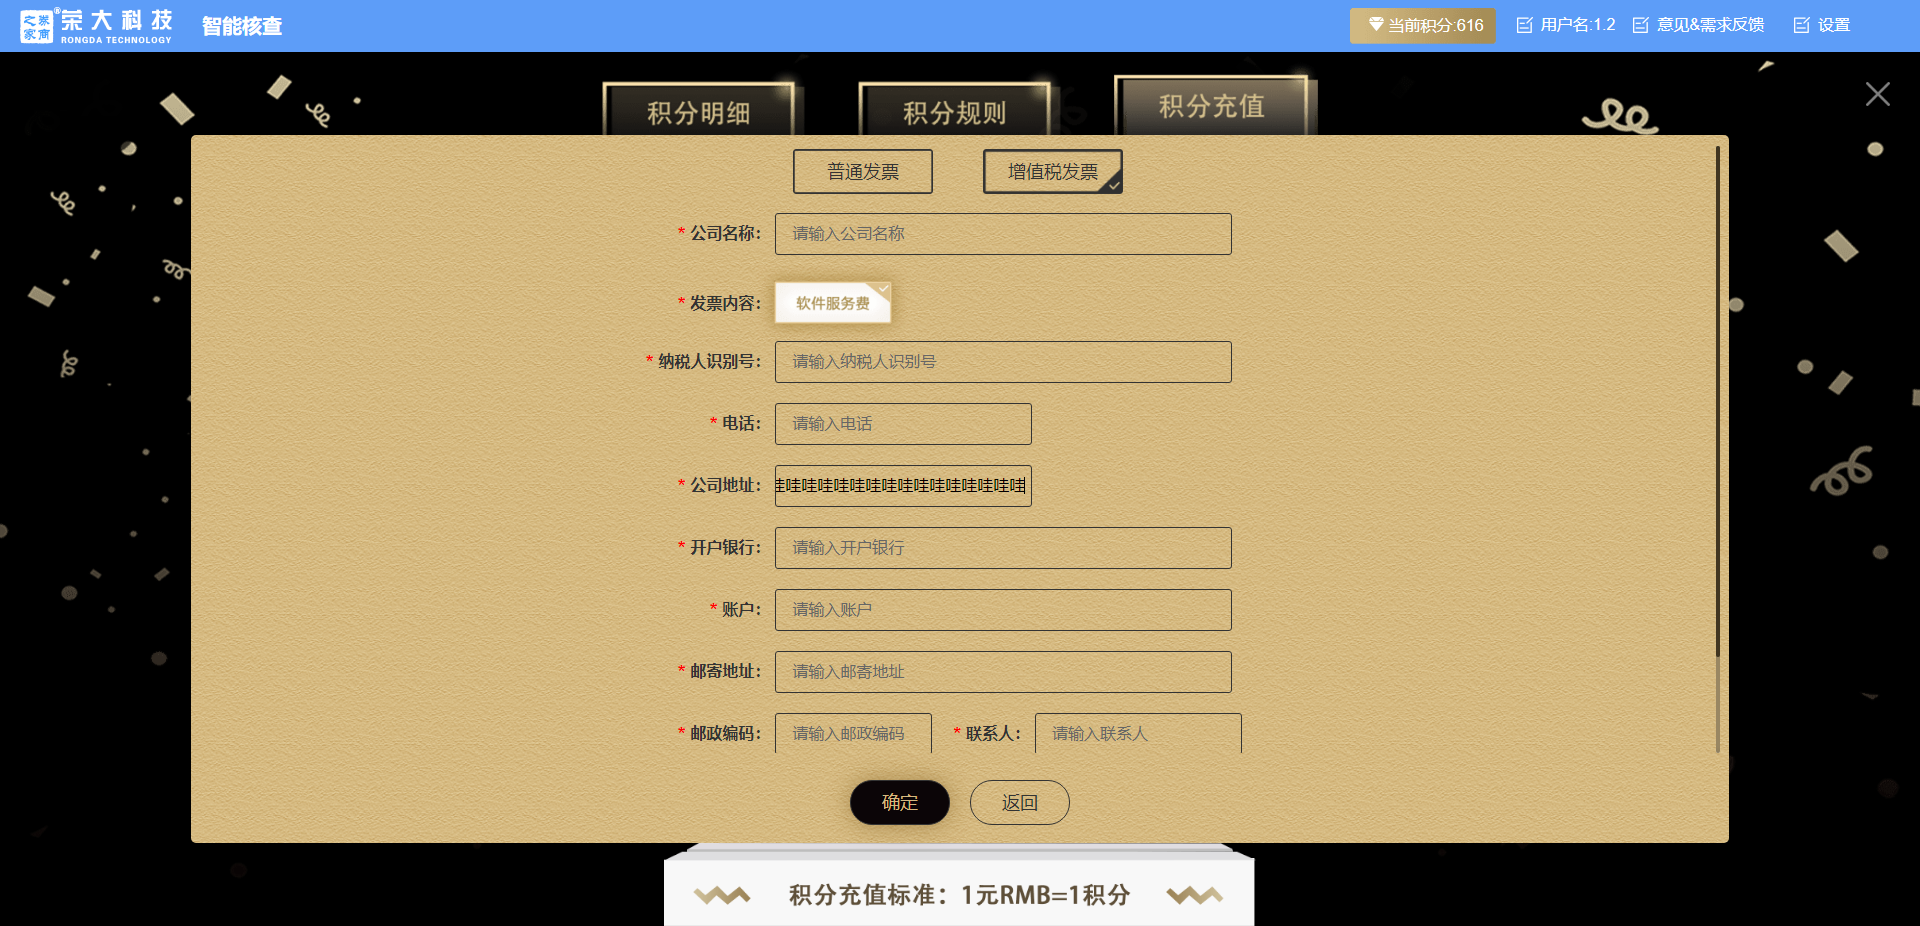 券商之家® 荣大科技
RONGDA TECHNOLOGY
智能核查
当前积分:616
用户名:1.2
意见&需求反馈
设置
积分明细
积分规则
积分充值
普通发票
增值税发票
* 公司名称：
请输入公司名称
* 发票内容：
软件服务费
* 纳税人识别号：
请输入纳税人识别号
* 电话：
请输入电话
* 公司地址：
哇哇哇哇哇哇哇哇哇哇哇哇哇哇哇
* 开户银行：
请输入开户银行
* 账户：
请输入账户
* 邮寄地址：
请输入邮寄地址
* 邮政编码：
请输入邮政编码
* 联系人：
请输入联系人
确定
返回
积分充值标准：1元RMB=1积分